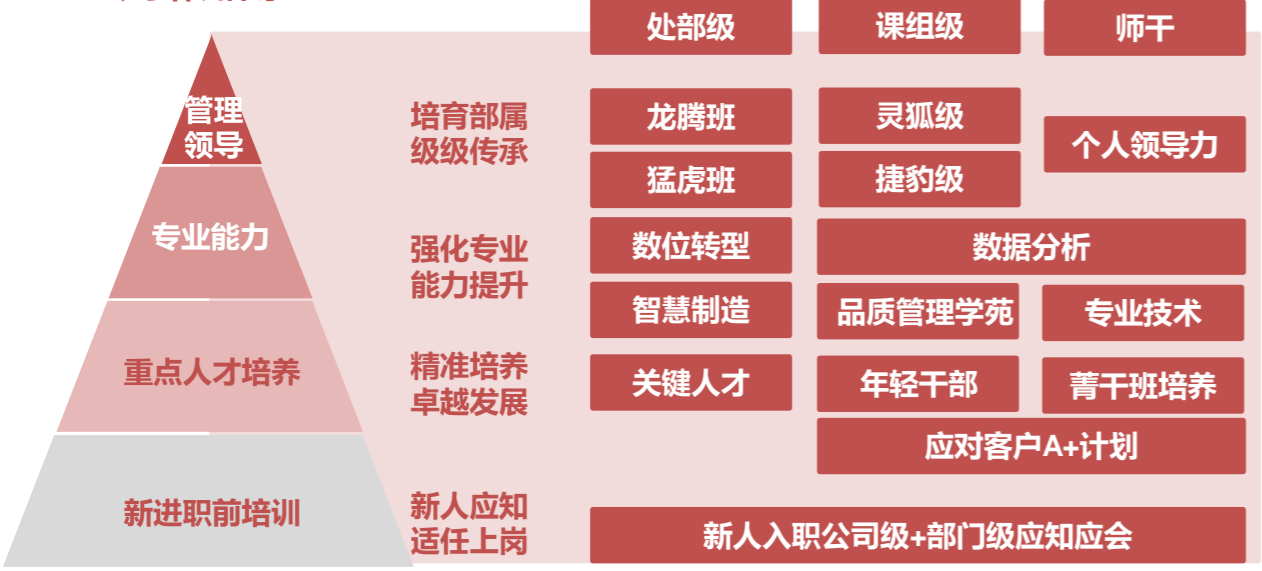 处部级
课组级
师干
管理
领导
培育部属
级级传承
龙腾班
灵狐级
个人领导力
猛虎班
捷豹级
专业能力
强化专业
能力提升
数位转型
数据分析
智慧制造
品质管理学苑
专业技术
重点人才培养
精准培养
卓越发展
关键人才
年轻干部
菁干班培养
应对客户A+计划
新进职前培训
新人应知
适任上岗
新人入职公司级+部门级应知应会